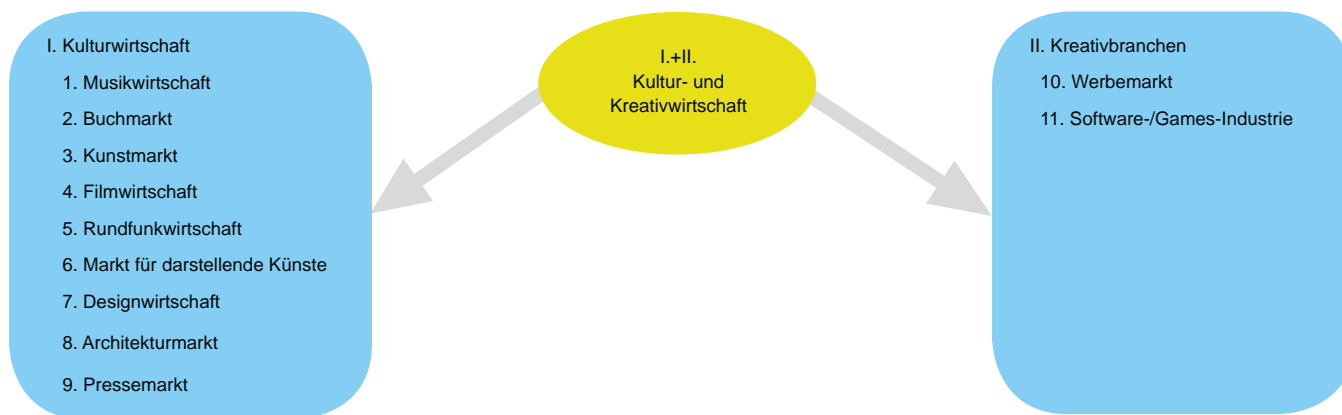 I. Kulturwirtschaft
1. Musikwirtschaft
2. Buchmarkt
3. Kunstmarkt
4. Filmwirtschaft
5. Rundfunkwirtschaft
6. Markt für darstellende Künste
7. Designwirtschaft
8. Architekturmarkt
9. Pressemarkt
I.+II.
Kultur- und
Kreativwirtschaft
II. Kreativbranchen
10. Werbemarkt
11. Software-/Games-Industrie